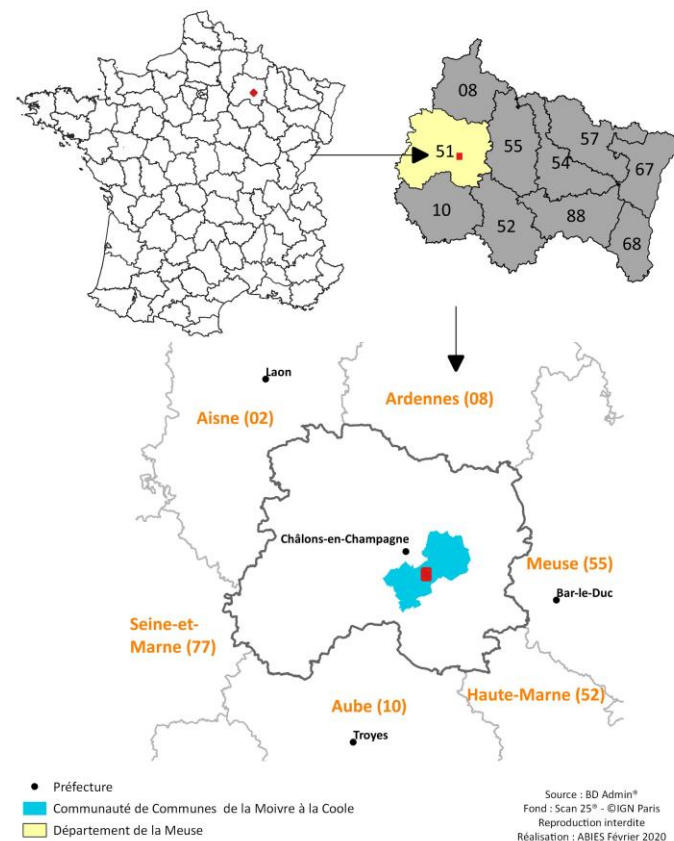 08
51
55
57
54
67
10
52
88
68
Laon
Ardennes (08)
Aisne (02)
Châlons-en-Champagne
Meuse (55)
Bar-le-Duc
Seine-et-
Marne (77)
Haute-Marne (52)
Aube (10)
Troyes
Préfecture
Communauté de Communes de la Moivre à la Coole
Département de la Meuse
Source : BD Admin®
Fond : Scan 25® - ©IGN Paris
Reproduction interdite
Réalisation : ABIES Février 2020